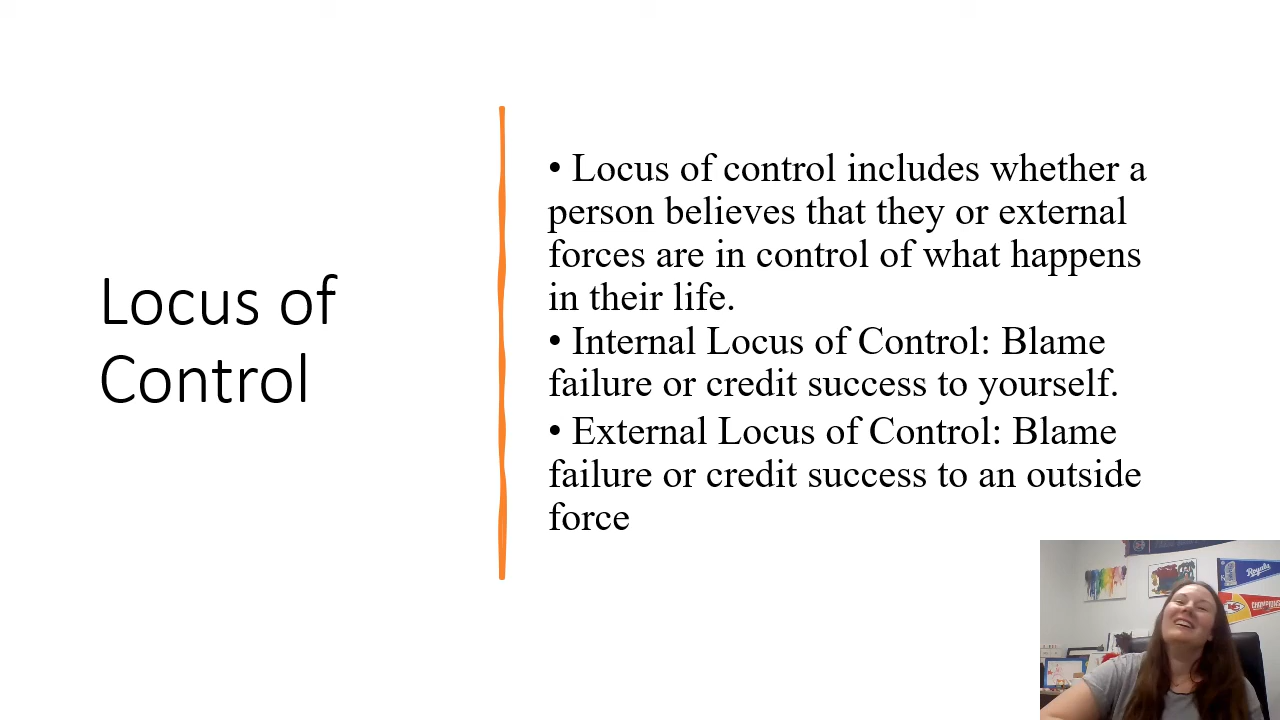 Locus of
Control
• Locus of control includes whether a
person believes that they or external
forces are in control of what happens
in their life.
• Internal Locus of Control: Blame
failure or credit success to yourself.
• External Locus of Control: Blame
failure or credit success to an outside
force
Royals